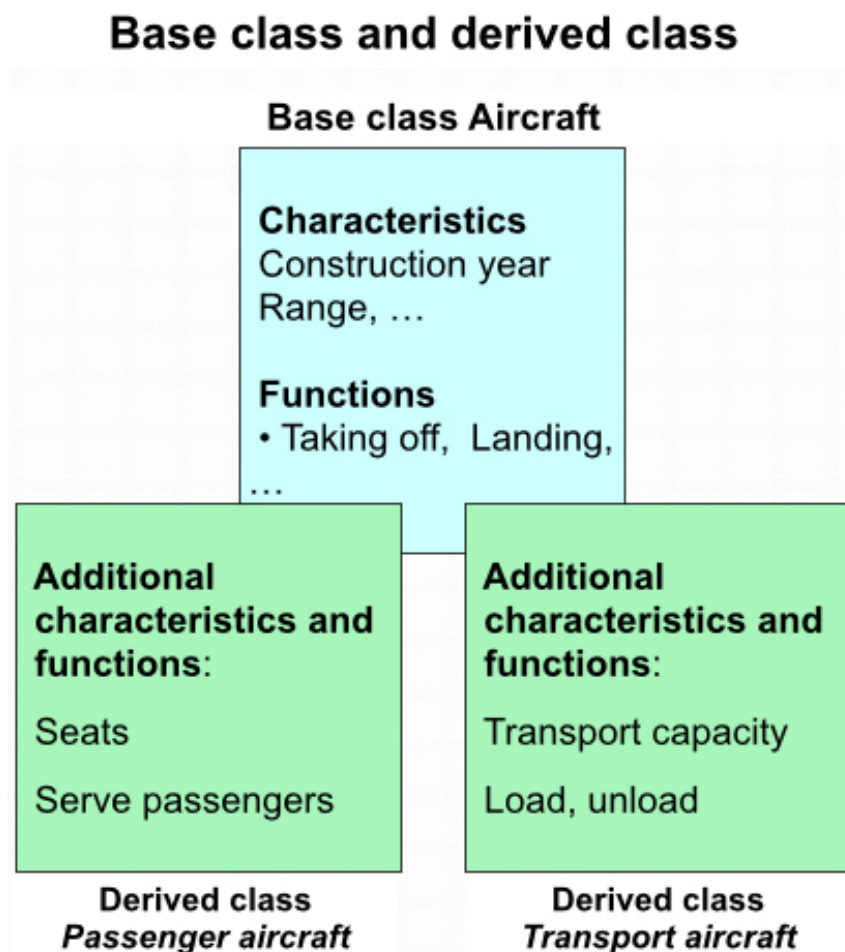 Base class and derived class
Base class Aircraft
Characteristics
Construction year
Range, …
Functions
• Taking off, Landing,
…
Additional
characteristics and
functions:
Seats
Serve passengers
Derived class
Passenger aircraft
Additional
characteristics and
functions:
Transport capacity
Load, unload
Derived class
Transport aircraft